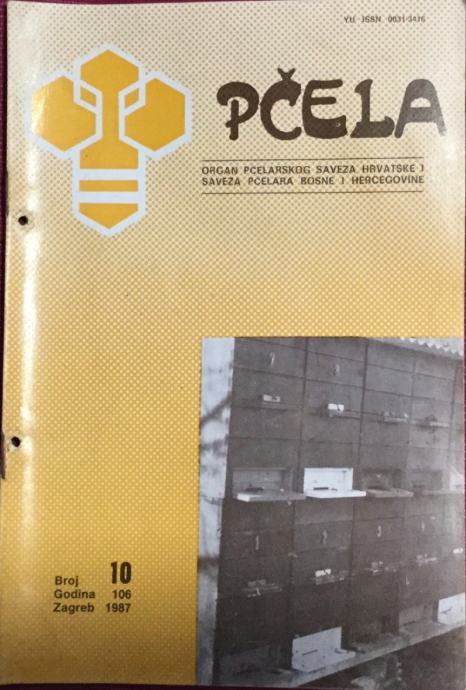 YU ISSN 0031-3416
PČELA
ORGAN PČELARSKOG SAVEZA HRVATSKE I
SAVEZA PČELARA BOSNE I HERCEGOVINE
Broj 10
Godina 106
Zagreb 1987